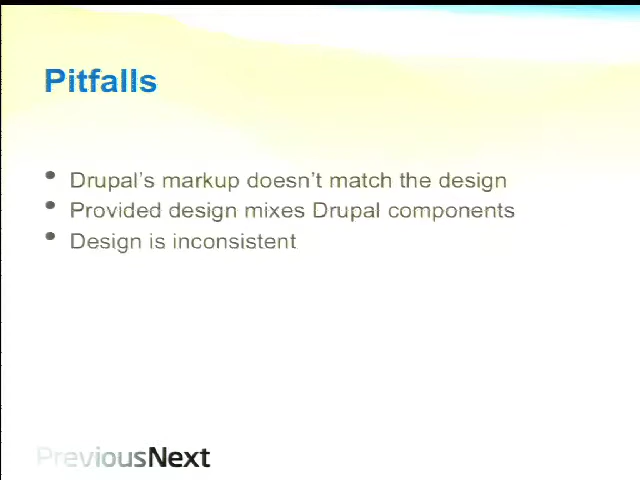 Pitfalls
Drupal's markup doesn't match the design
Provided design mixes Drupal components
Design is inconsistent
PreviousNext